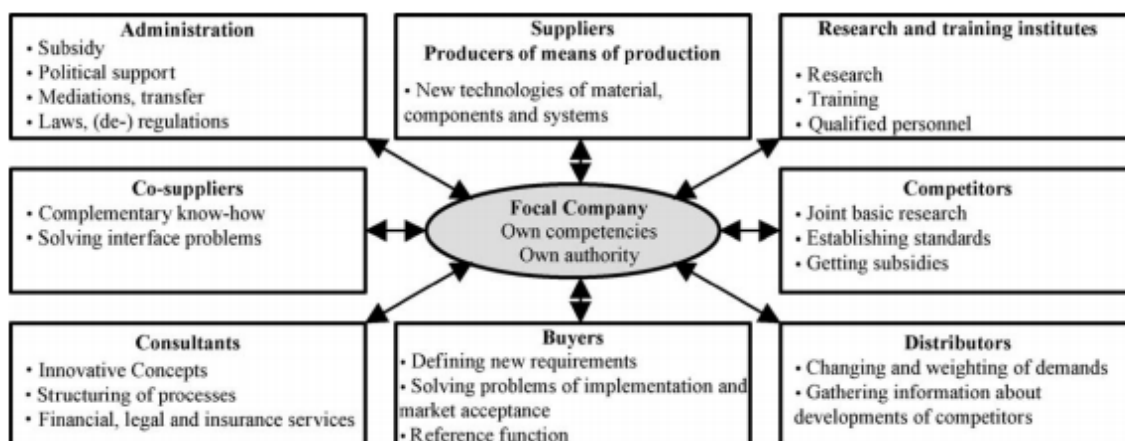 Administration
• Subsidy
• Political support
• Mediations, transfer
• Laws, (de-) regulations
Suppliers
Producers of means of production
• New technologies of material,
components and systems
Research and training institutes
• Research
• Training
• Qualified personnel
Co-suppliers
• Complementary know-how
• Solving interface problems
Focal Company
Own competencies
Own authority
Competitors
• Joint basic research
• Establishing standards
• Getting subsidies
Consultants
• Innovative Concepts
• Structuring of processes
• Financial, legal and insurance services
Buyers
• Defining new requirements
• Solving problems of implementation and
market acceptance
• Reference function
Distributors
• Changing and weighting of demands
• Gathering information about
developments of competitors